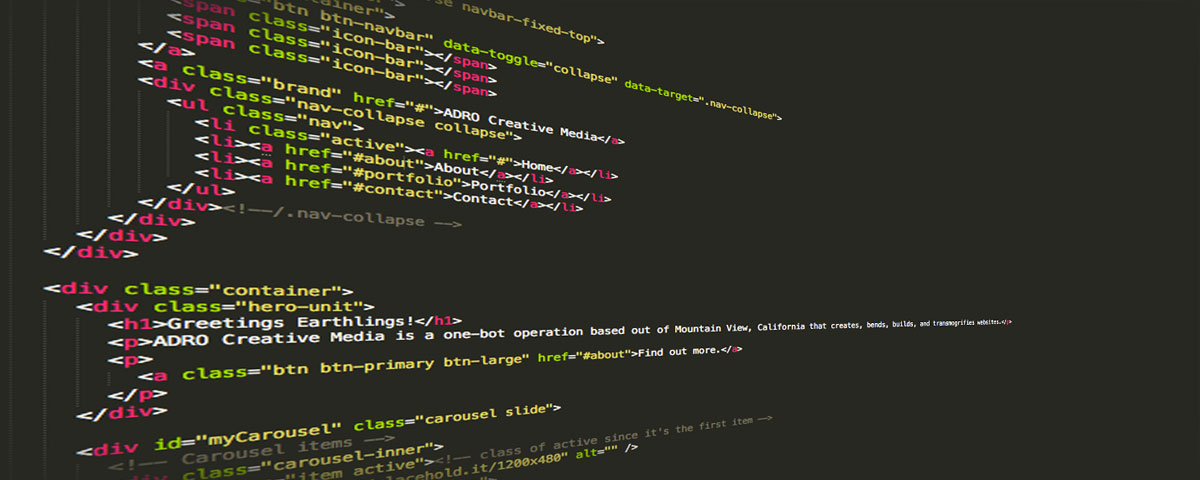 navbar-fixed-top">
<span class="btn btn-navbar" data-toggle="collapse" data-target=".nav-collapse">
<span class="icon-bar"></span>
<span class="icon-bar"></span>
<span class="icon-bar"></span>
</a>
<a class="brand" href="#">ADRO Creative Media</a>
<div class="nav-collapse collapse">
<ul class="nav">
<li class="active"><a href="#">Home</a></li>
<li><a href="#about">About</a></li>
<li><a href="#portfolio">Portfolio</a></li>
<li><a href="#contact">Contact</a></li>
</ul>
</div><!--/.nav-collapse -->
</div>
</div>
</div>
<div class="container">
<div class="hero-unit">
<h1>Greetings Earthlings!</h1>
<p>ADRO Creative Media is a one-bot operation based out of Mountain View, California that creates, bends, builds, and transmogrifies websites.</p>
<p>
<a class="btn btn-primary btn-large" href="#about">Find out more.</a>
</p>
</div>
<div id="myCarousel" class="carousel slide">
<!-- Carousel items -->
<div class="carousel-inner">
"item active"><!-- class of active since it's the first item -->
lacehold.it/1200x480" alt="" />